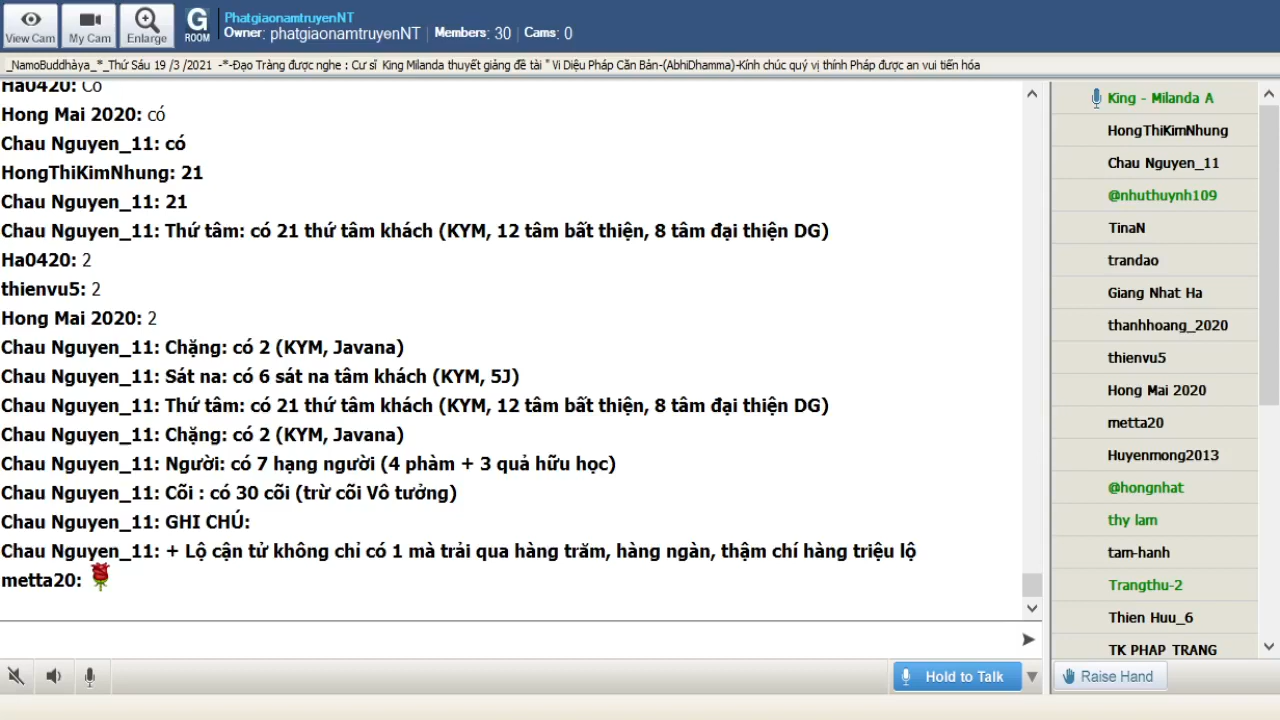 View Cam
My Cam
Enlarge
G
ROOM
PhatgiaonamtruyenNT
Owner: phatgiaonamtruyenNT | Members: 30 | Cams: 0
_NamoBuddhàya_*_Thứ Sáu 19 /3 /2021 -*-Đạo Tràng được nghe : Cư sĩ King Milanda thuyết giảng đề tài " Vi Diệu Pháp Căn Bản-(AbhiDhamma)-Kính chúc quý vị thính Pháp được an vui tiến hóa
Ha0420: Có
Hong Mai 2020: có
Chau Nguyen_11: có
HongThiKimNhung: 21
Chau Nguyen_11: 21
Chau Nguyen_11: Thứ tâm: có 21 thứ tâm khách (KYM, 12 tâm bất thiện, 8 tâm đại thiện DG)
Ha0420: 2
thienvu5: 2
Hong Mai 2020: 2
Chau Nguyen_11: Chặng: có 2 (KYM, Javana)
Chau Nguyen_11: Sát na: có 6 sát na tâm khách (KYM, 5J)
Chau Nguyen_11: Thứ tâm: có 21 thứ tâm khách (KYM, 12 tâm bất thiện, 8 tâm đại thiện DG)
Chau Nguyen_11: Chặng: có 2 (KYM, Javana)
Chau Nguyen_11: Người: có 7 hạng người (4 phàm + 3 quả hữu học)
Chau Nguyen_11: Cõi : có 30 cõi (trừ cõi Vô tưởng)
Chau Nguyen_11: GHI CHÚ:
Chau Nguyen_11: + Lộ cận tử không chỉ có 1 mà trải qua hàng trăm, hàng ngàn, thậm chí hàng triệu lộ
metta20:
King - Milanda A
HongThiKimNhung
Chau Nguyen_11
@nhuthuynh109
TinaN
trandao
Giang Nhat Ha
thanhhoang_2020
thienvu5
Hong Mai 2020
metta20
Huyenmong2013
@hongnhat
thy lam
tam-hanh
Trangthu-2
Thien Huu_6
TK PHAP TRANG
Hold to Talk
Raise Hand